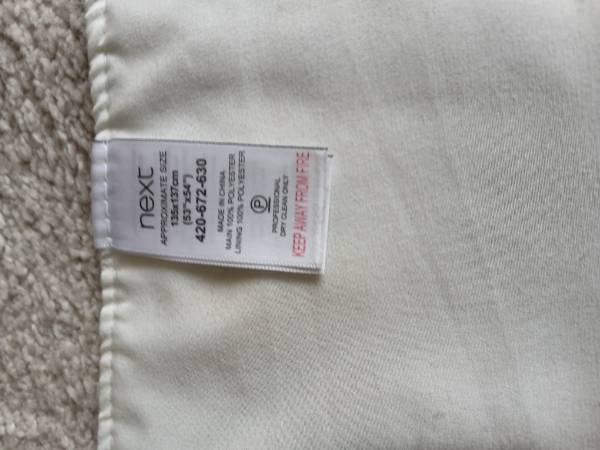 next
APPROXIMATE SIZE
135x137cm
(53"x54")
420-672-630
MADE IN CHINA
MAIN 100% POLYESTER
LINING 100% POLYESTER
P
PROFESSIONAL
DRY CLEAN ONLY
KEEP AWAY FROM FIRE